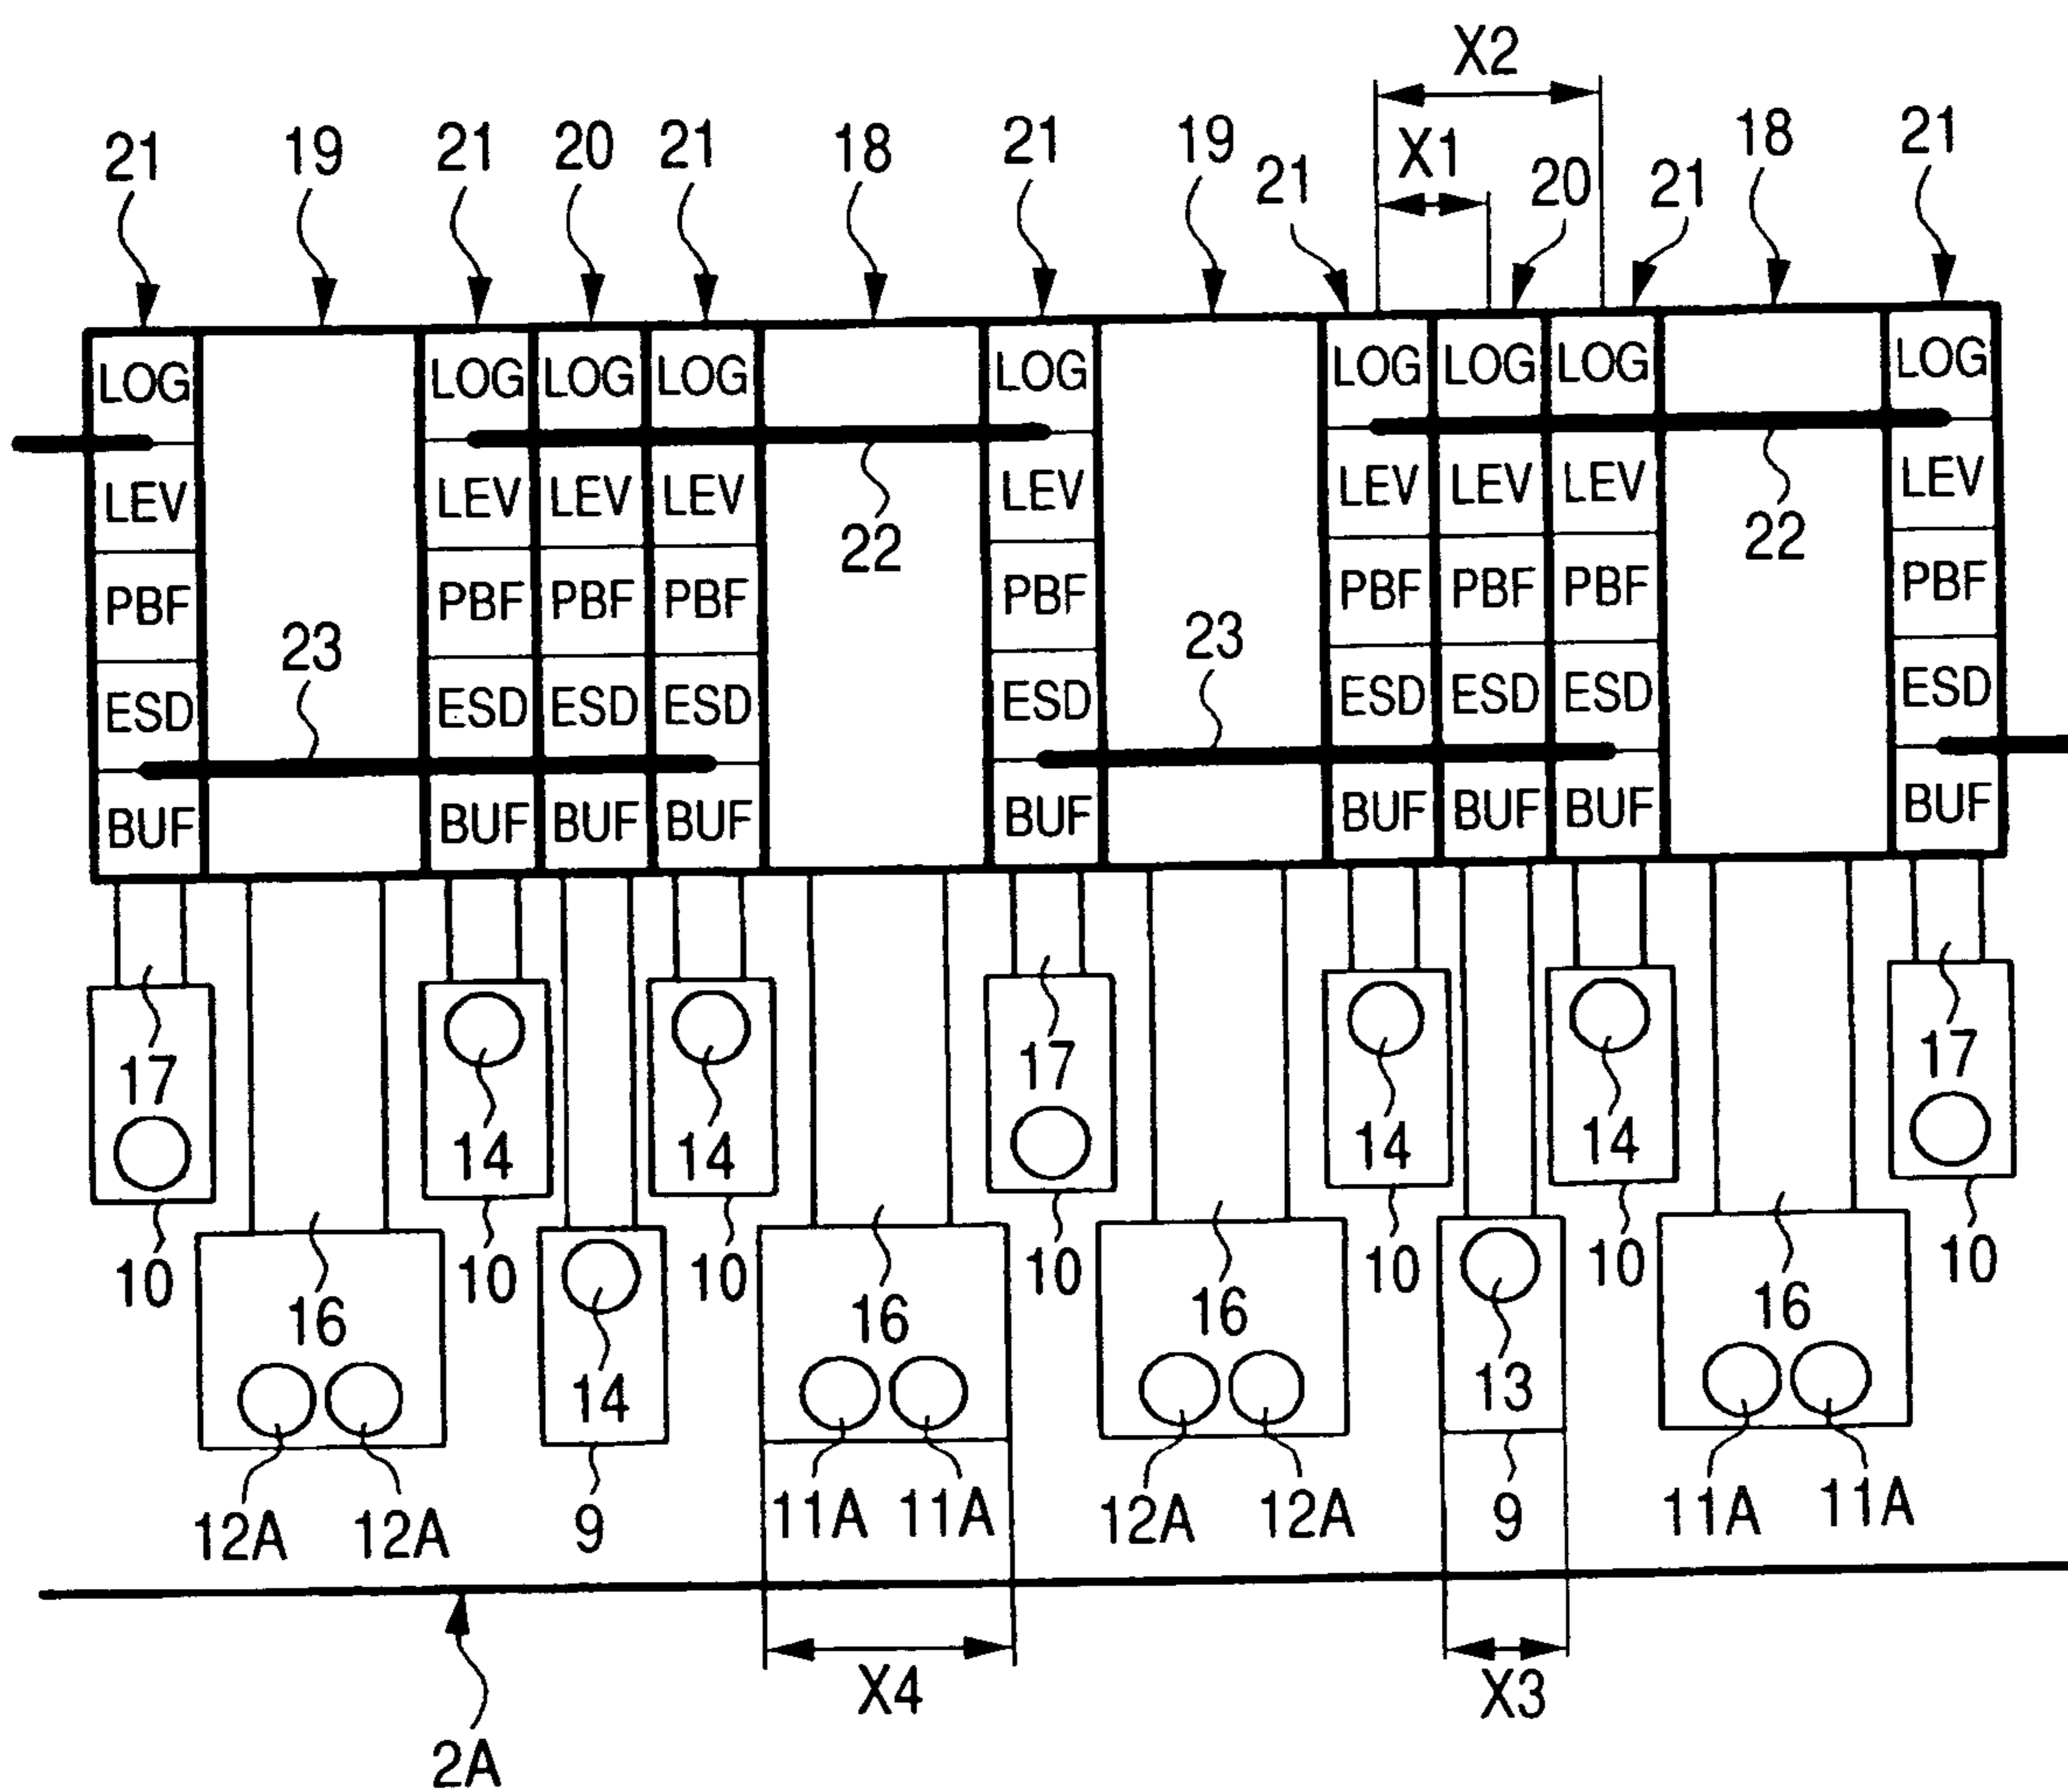 X2
21 19 21 20 21 18 21 19 21 X1 20 21 18 21
LOG LOG LOG LOG LOG LOG LOG LOG LOG
LEV LEV LEV LEV LEV LEV LEV LEV LEV
22 22
PBF PBF PBF PBF PBF PBF PBF PBF PBF
23 23
ESD ESD ESD ESD ESD ESD ESD ESD ESD
BUF BUF BUF BUF BUF BUF BUF BUF BUF
17 14 14 17 14 14 17
10 10 10 10 10 10 10
16 14 16 16 13 16
12A 12A 9 11A 11A 12A 12A 9 11A 11A
X4 X3
2A